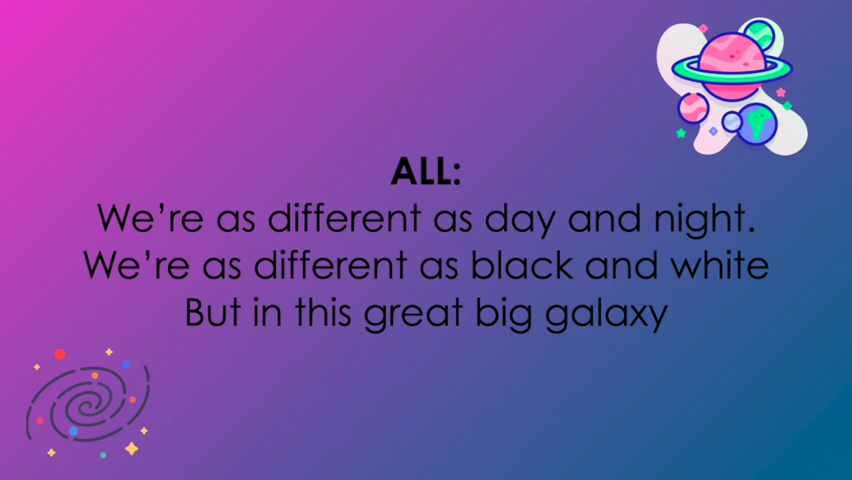 ALL:
We're as different as day and night.
We're as different as black and white
But in this great big galaxy